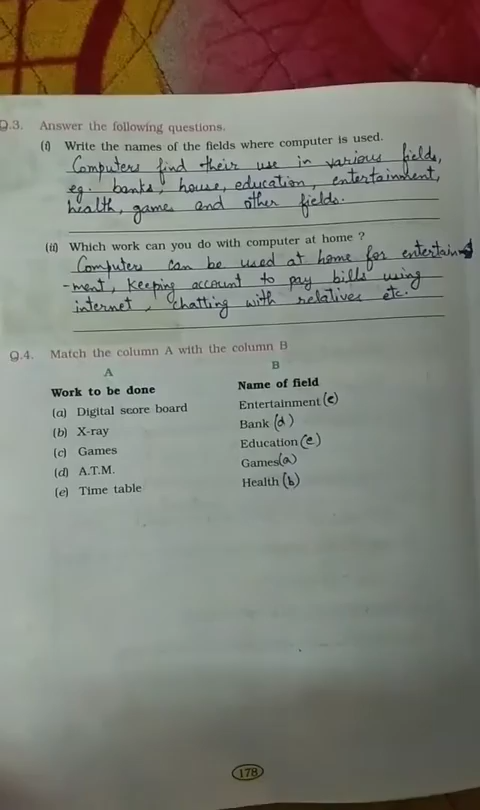 Q.3. Answer the following questions.
(i) Write the names of the fields where computer is used.
Computers find their use in various fields,
eg. banks, house, education, entertainment,
health, game and other fields.
(ii) Which work can you do with computer at home ?
Computer can be used at home for entertain
-ment, keeping account to pay bills using
internet, chatting with relatives etc.
Q.4. Match the column A with the column B
A B
Work to be done Name of field
(a) Digital score board Entertainment (c)
(b) X-ray Bank (d)
(c) Games Education (e)
(d) A.T.M. Games (a)
(e) Time table Health (b)
178